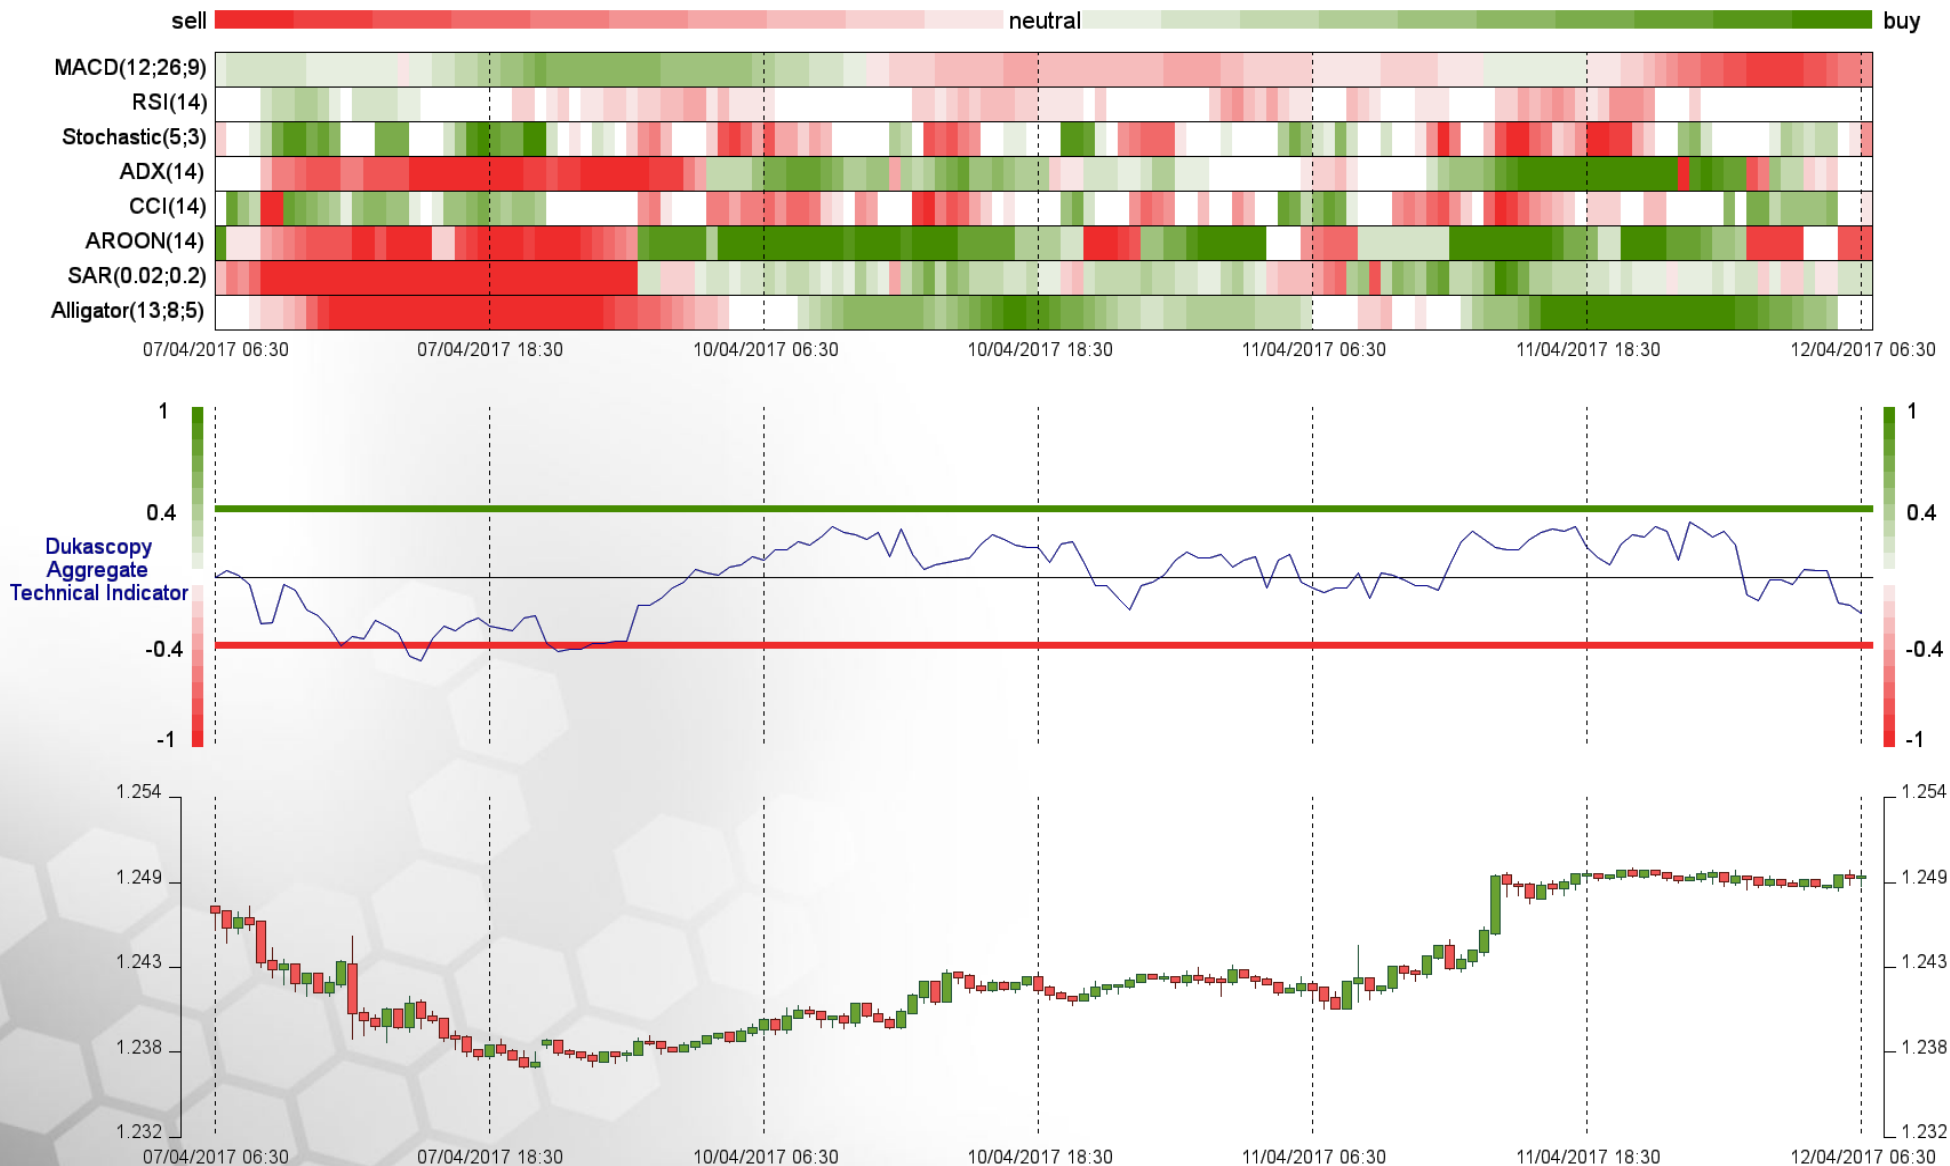 sell neutral buy
MACD(12;26;9)
RSI(14)
Stochastic(5;3)
ADX(14)
CCI(14)
AROON(14)
SAR(0.02;0.2)
Alligator(13;8;5)
07/04/2017 06:30 07/04/2017 18:30 10/04/2017 06:30 10/04/2017 18:30 11/04/2017 06:30 11/04/2017 18:30 12/04/2017 06:30
1 1
0.4 0.4
Dukascopy
Aggregate
Technical Indicator
-0.4 -0.4
-1 -1
1.254 1.254
1.249 1.249
1.243 1.243
1.238 1.238
1.232 1.232
07/04/2017 06:30 07/04/2017 18:30 10/04/2017 06:30 10/04/2017 18:30 11/04/2017 06:30 11/04/2017 18:30 12/04/2017 06:30